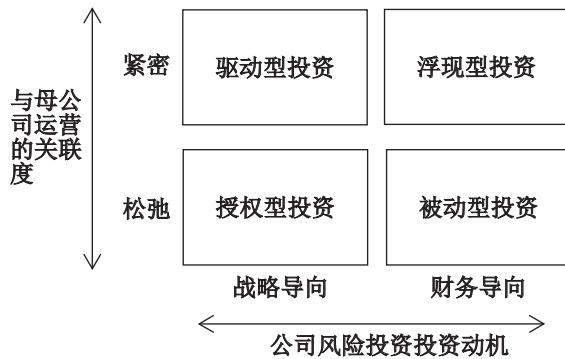 紧密
驱动型投资
浮现型投资
与母公
司运营
的关联
度
松弛
授权型投资
被动型投资
战略导向
财务导向
公司风险投资投资动机